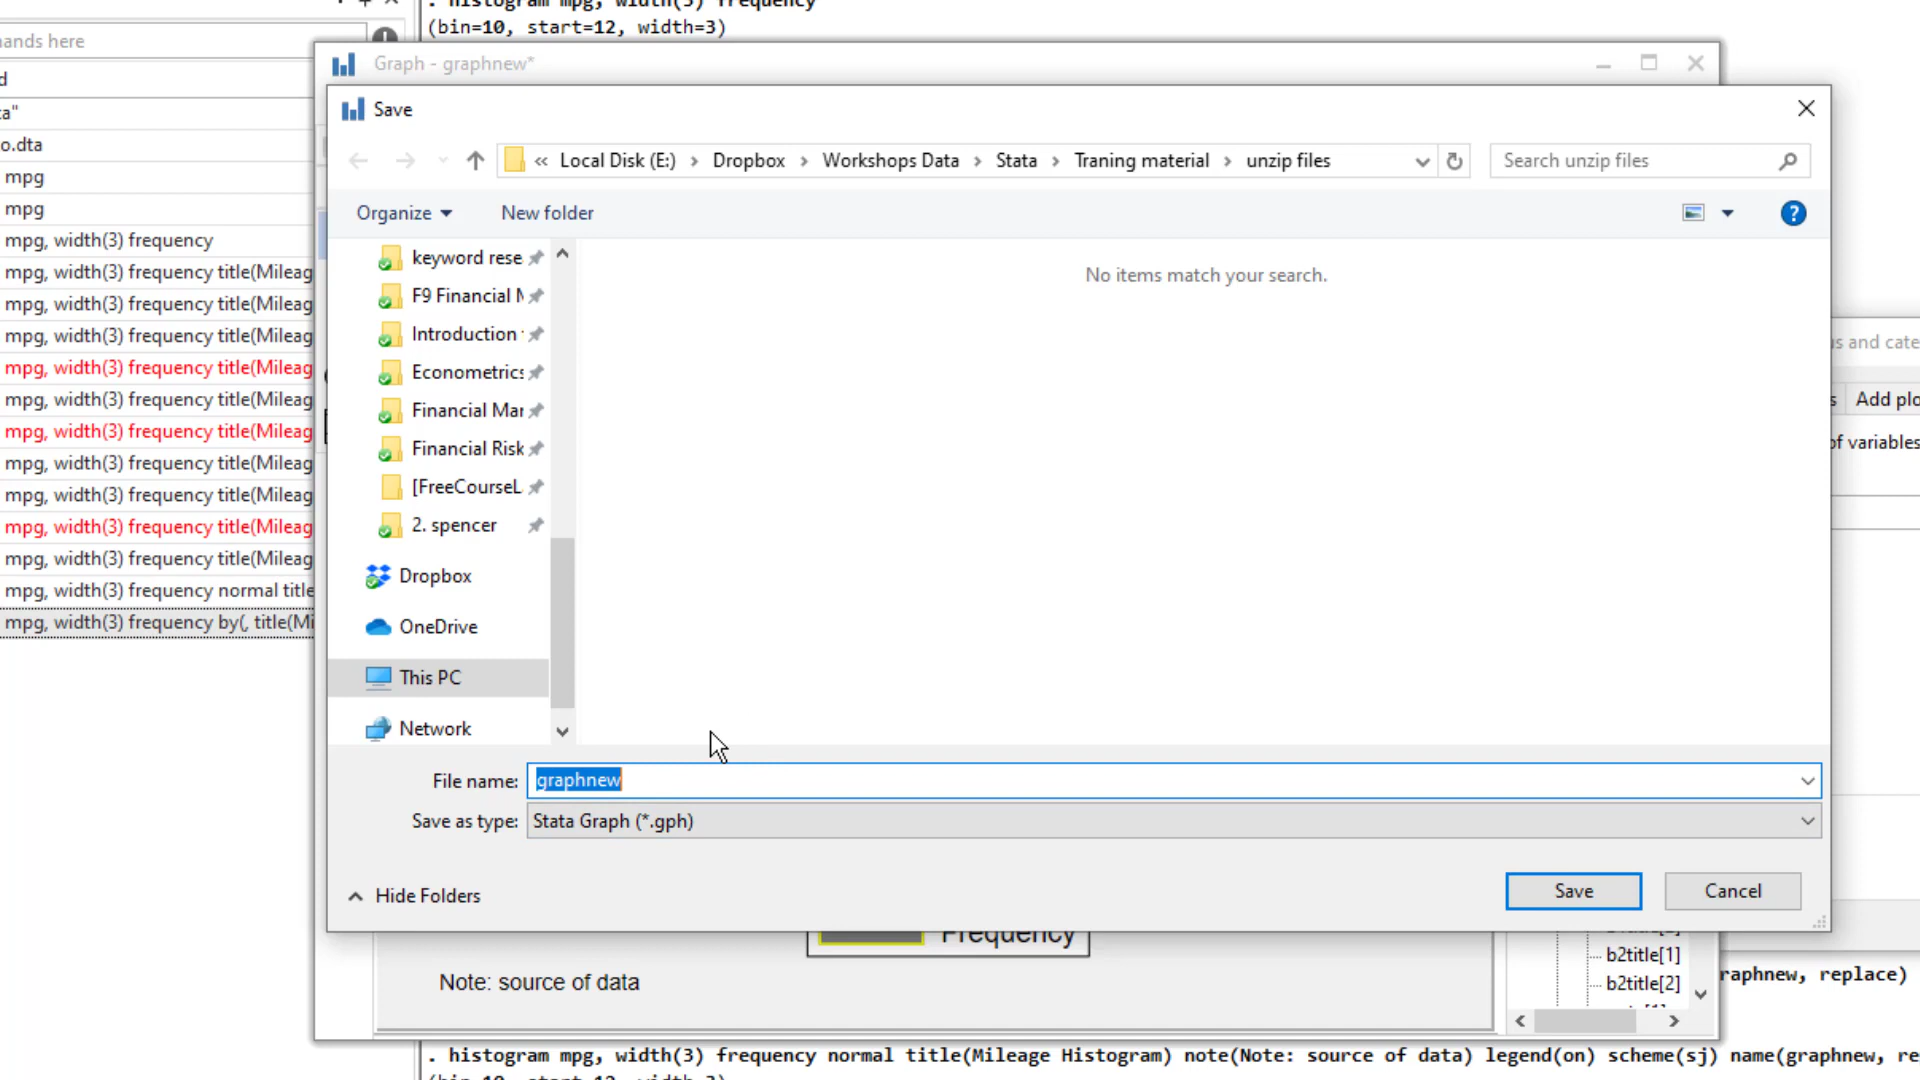 . histogram mpg, width(3) frequency
(bin=10, start=12, width=3)
ands here
d
Graph - graphnew*
Save
a"
o.dta
mpg
mpg
mpg, width(3) frequency
mpg, width(3) frequency title(Mileag
mpg, width(3) frequency title(Mileag
mpg, width(3) frequency title(Mileag
mpg, width(3) frequency title(Mileag
mpg, width(3) frequency title(Mileag
mpg, width(3) frequency title(Mileag
mpg, width(3) frequency title(Mileag
mpg, width(3) frequency title(Mileag
mpg, width(3) frequency title(Mileag
mpg, width(3) frequency title(Mileag
mpg, width(3) frequency normal title
mpg, width(3) frequency by(, title(Mi
« Local Disk (E:) › Dropbox › Workshops Data › Stata › Traning material › unzip files
Search unzip files
Organize
New folder
?
keyword rese
F9 Financial
Introduction
Econometrics
Financial Mar
Financial Risk
[FreeCourseL
2. spencer
Dropbox
OneDrive
This PC
Network
No items match your search.
us and cate
s
Add plo
of variables
File name: graphnew
Save as type: Stata Graph (*.gph)
Hide Folders
Save
Cancel
Frequency
Note: source of data
b2title[1]
b2title[2]
raphnew, replace)
. histogram mpg, width(3) frequency normal title(Mileage Histogram) note(Note: source of data) legend(on) scheme(sj) name(graphnew, re
(bin=10, start=12, width=3)